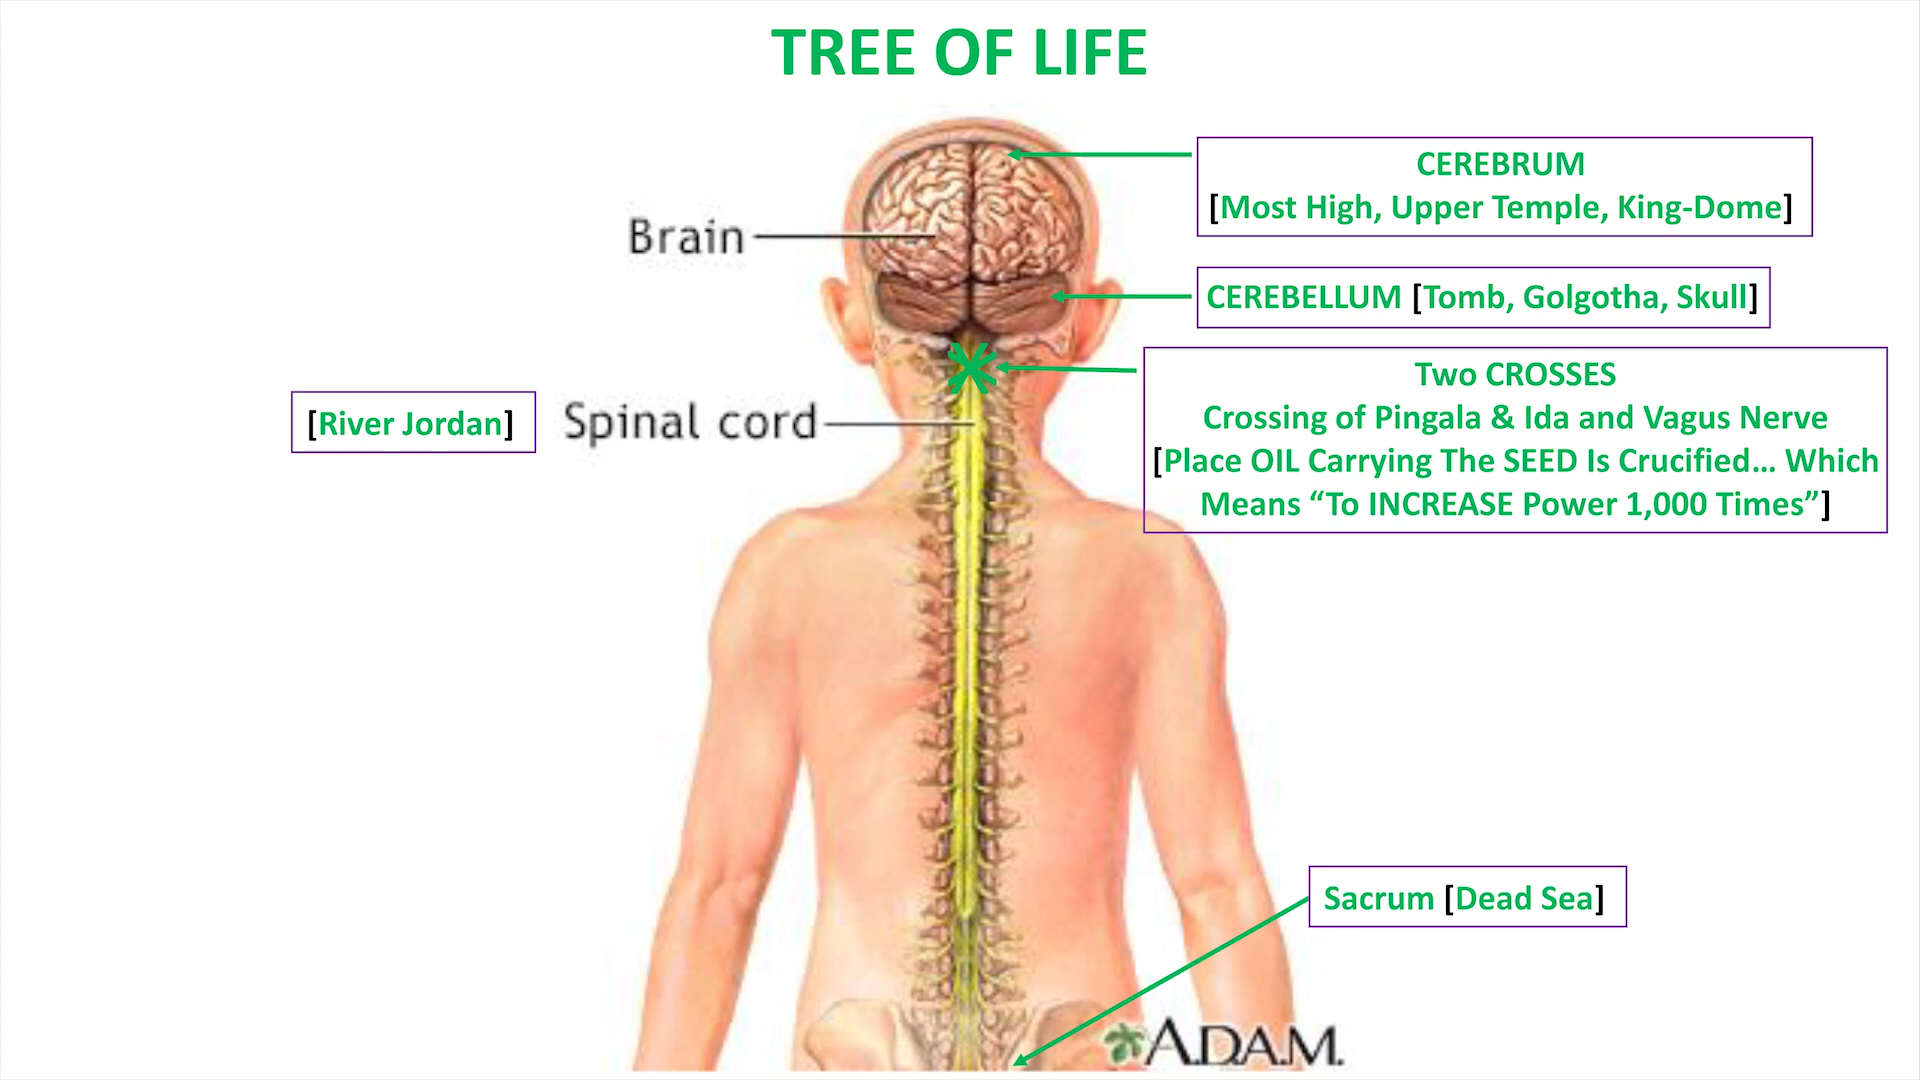 TREE OF LIFE
CEREBRUM
[Most High, Upper Temple, King-Dome]
Brain
CEREBELLUM [Tomb, Golgotha, Skull]
Two CROSSES
Crossing of Pingala & Ida and Vagus Nerve
[Place OIL Carrying The SEED Is Crucified... Which
Means “To INCREASE Power 1,000 Times”]
[River Jordan]
Spinal cord
Sacrum [Dead Sea]
A.D.A.M.